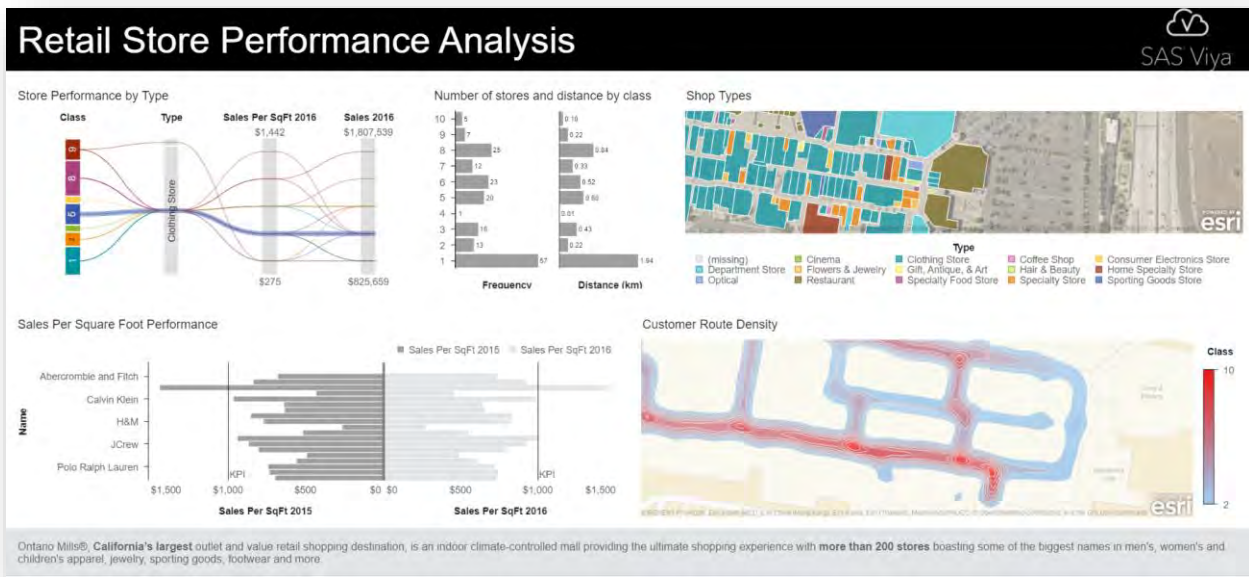 Retail Store Performance Analysis
SAS Viya
Store Performance by Type
Class
Type
Sales Per SqFt 2016
Sales 2016
$1,442
$1,807,539
9
8
5
2
1
Clothing Store
$275
$825,659
Number of stores and distance by class
10
5
0.10
9
7
0.22
8
25
0.84
7
12
0.33
6
23
0.52
5
20
0.60
4
1
0.01
3
16
0.43
2
13
0.22
1
57
1.94
Frequency
Distance (km)
Shop Types
POWERED BY
esri
Type
(missing)
Cinema
Clothing Store
Coffee Shop
Consumer Electronics Store
Department Store
Flowers & Jewelry
Gift, Antique, & Art
Hair & Beauty
Home Specialty Store
Optical
Restaurant
Specialty Food Store
Specialty Store
Sporting Goods Store
Sales Per Square Foot Performance
Sales Per SqFt 2015
Sales Per SqFt 2016
Name
Abercrombie and Fitch
Calvin Klein
H&M
JCrew
Polo Ralph Lauren
KPI
KPI
$1,500
$1,000
$500
$0
$0
$500
$1,000
$1,500
Sales Per SqFt 2015
Sales Per SqFt 2016
Customer Route Density
esri
Class
10
2
Ontario Mills®, California's largest outlet and value retail shopping destination, is an indoor climate-controlled mall providing the ultimate shopping experience with more than 200 stores boasting some of the biggest names in men's, women's and
children's apparel, jewelry, sporting goods, footwear and more.